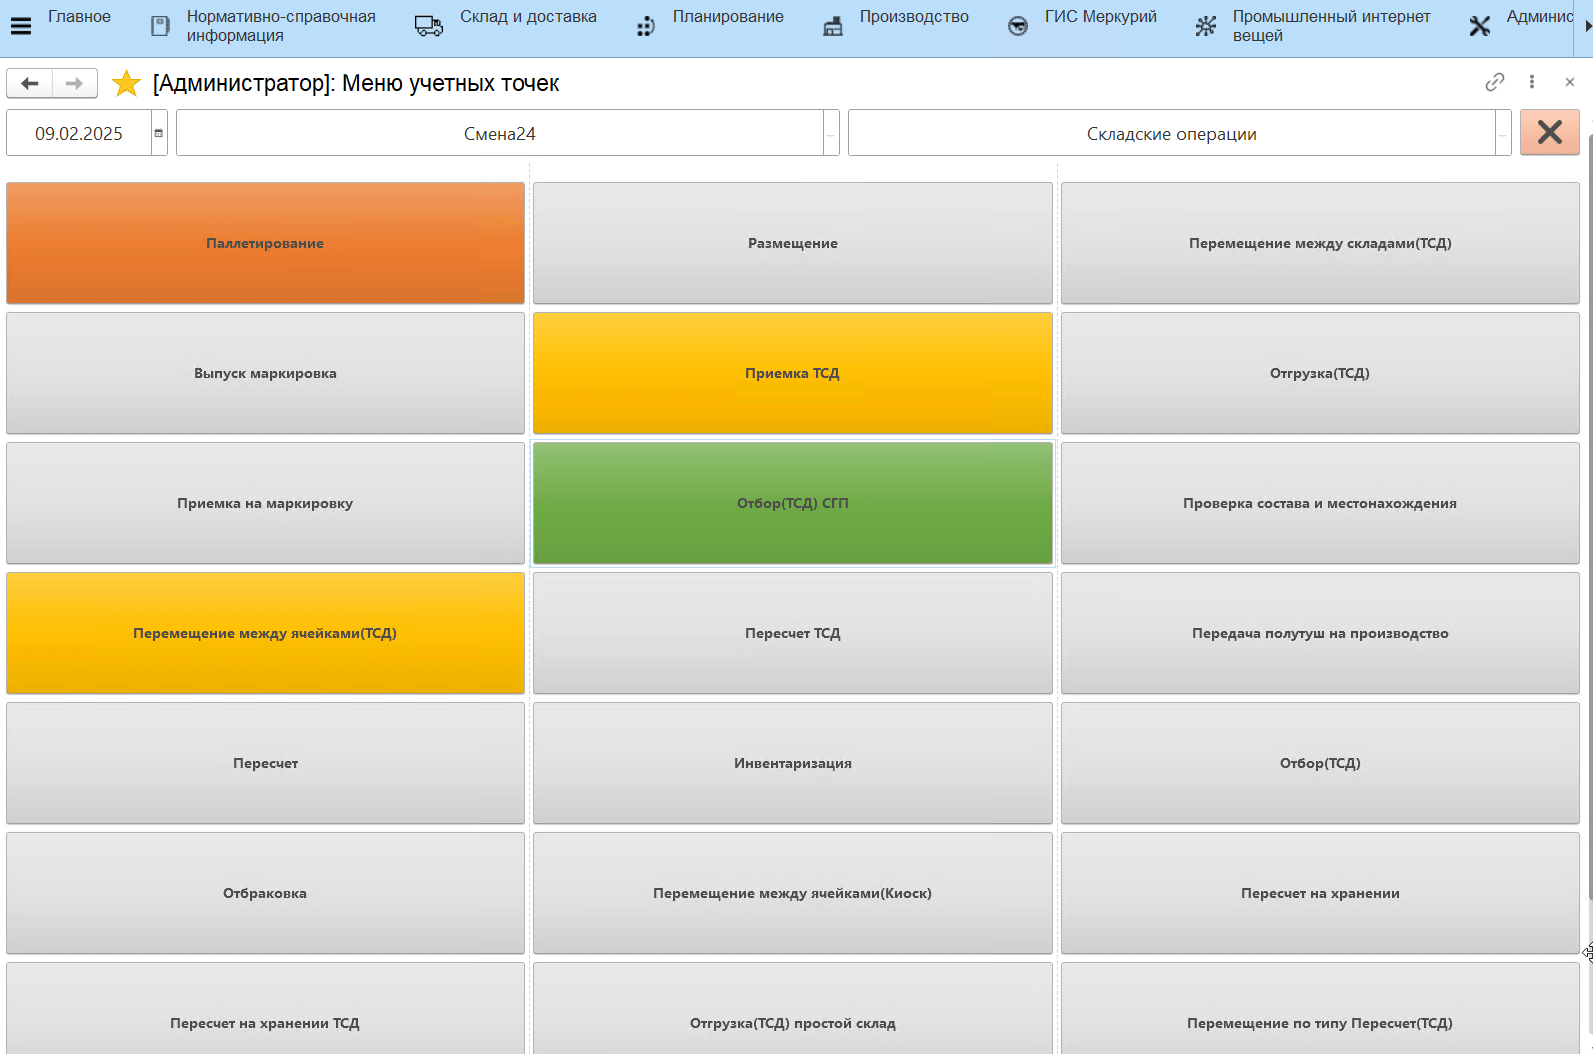 Главное
Нормативно-справочная
информация
Склад и доставка
Планирование
Производство
ГИС Меркурий
Промышленный интернет
вещей
Админис
[Администратор]: Меню учетных точек
09.02.2025
Смена24
Складские операции
Паллетирование
Размещение
Перемещение между складами(ТСД)
Выпуск маркировка
Приемка ТСД
Отгрузка(ТСД)
Приемка на маркировку
Отбор(ТСД) СГП
Проверка состава и местонахождения
Перемещение между ячейками(ТСД)
Пересчет ТСД
Передача полутуш на производство
Пересчет
Инвентаризация
Отбор(ТСД)
Отбраковка
Перемещение между ячейками(Киоск)
Пересчет на хранении
Пересчет на хранении ТСД
Отгрузка(ТСД) простой склад
Перемещение по типу Пересчет(ТСД)